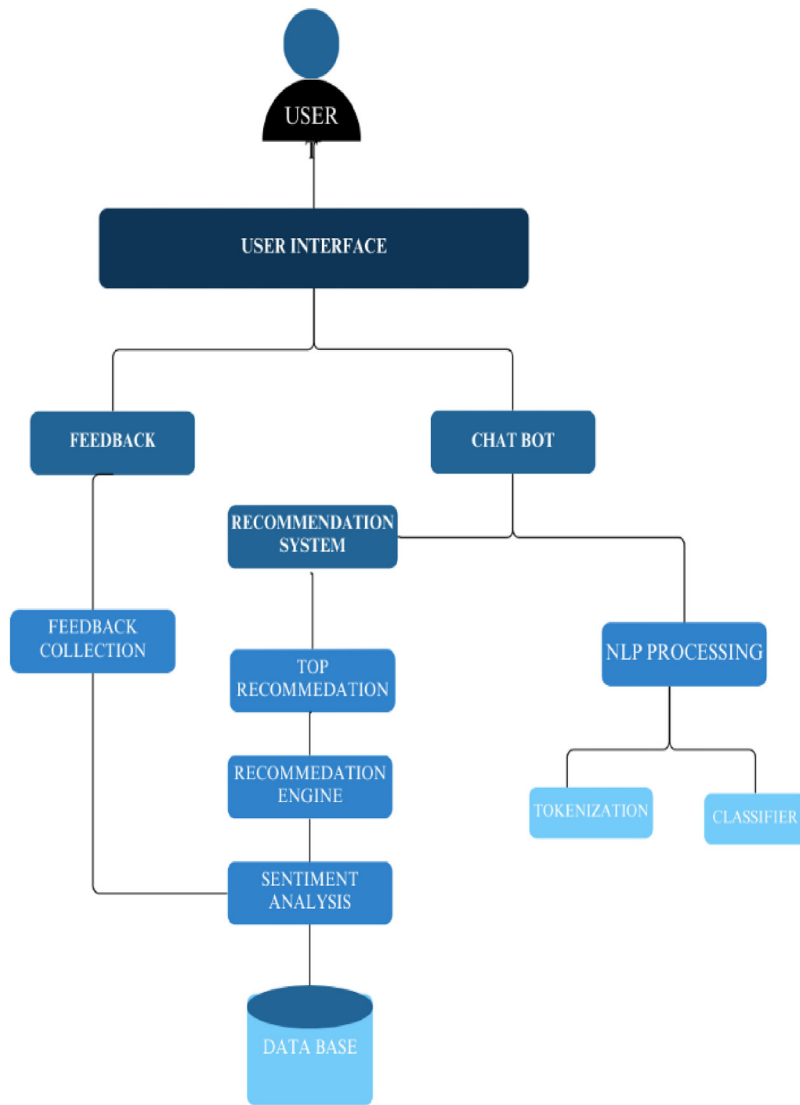 USER
USER INTERFACE
FEEDBACK
CHAT BOT
RECOMMENDATION
SYSTEM
FEEDBACK
COLLECTION
NLP PROCESSING
TOP
RECOMMEDATION
RECOMMEDATION
ENGINE
TOKENIZATION
CLASSIFIER
SENTIMENT
ANALYSIS
DATA BASE